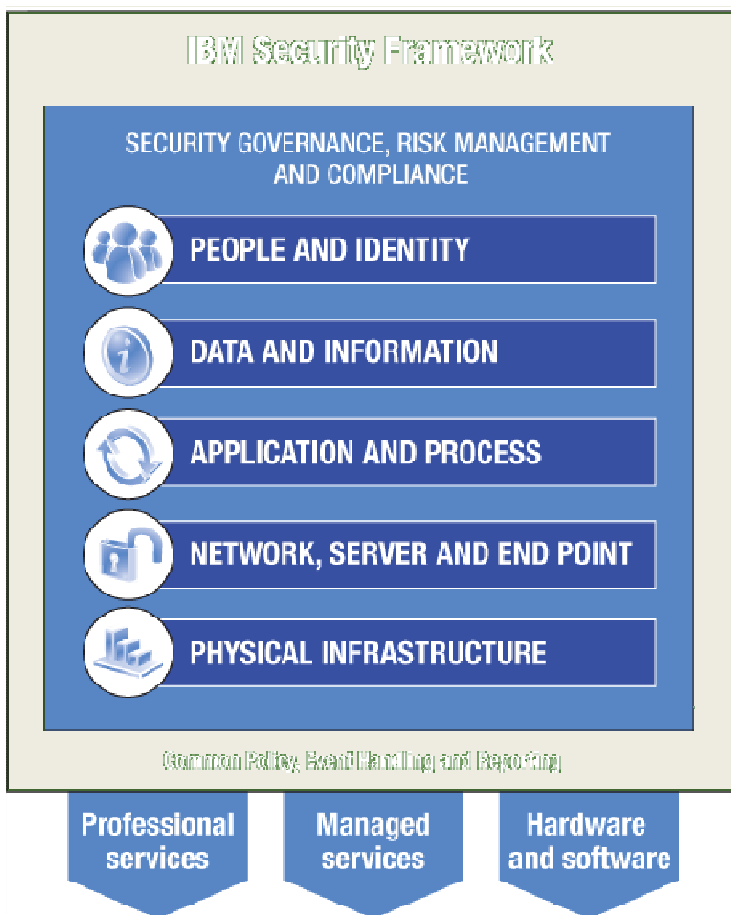 IBM Security Framework
SECURITY GOVERNANCE, RISK MANAGEMENT
AND COMPLIANCE
PEOPLE AND IDENTITY
DATA AND INFORMATION
APPLICATION AND PROCESS
NETWORK, SERVER AND END POINT
PHYSICAL INFRASTRUCTURE
Common Policy, Event Handling and Reporting
Professional
services
Managed
services
Hardware
and software